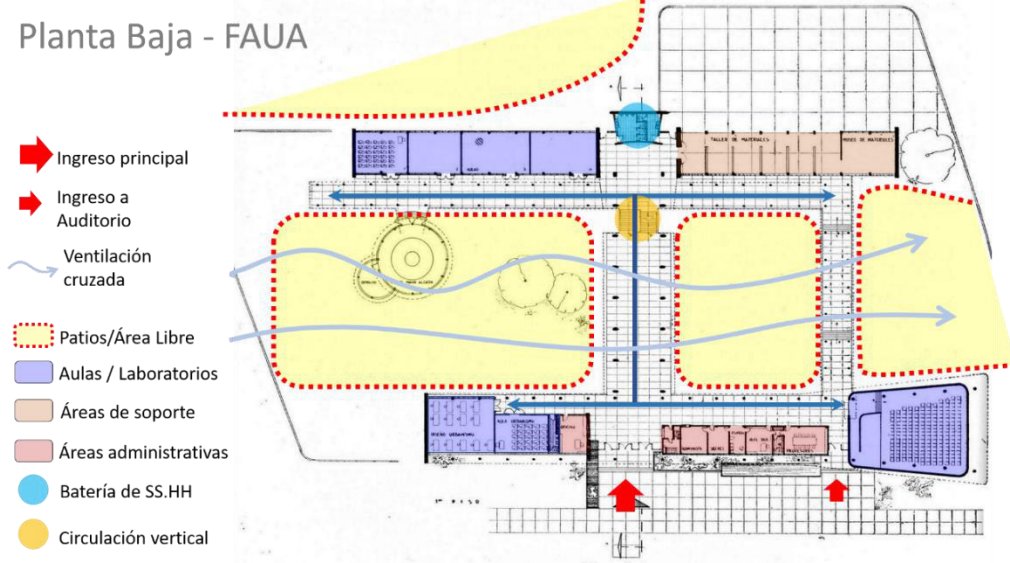 Planta Baja - FAUA
Ingreso principal
Ingreso a
Auditorio
Ventilación
cruzada
Patios/Área Libre
Aulas / Laboratorios
Áreas de soporte
Áreas administrativas
Batería de SS.HH
Circulación vertical
TALLER DE MATERIALES